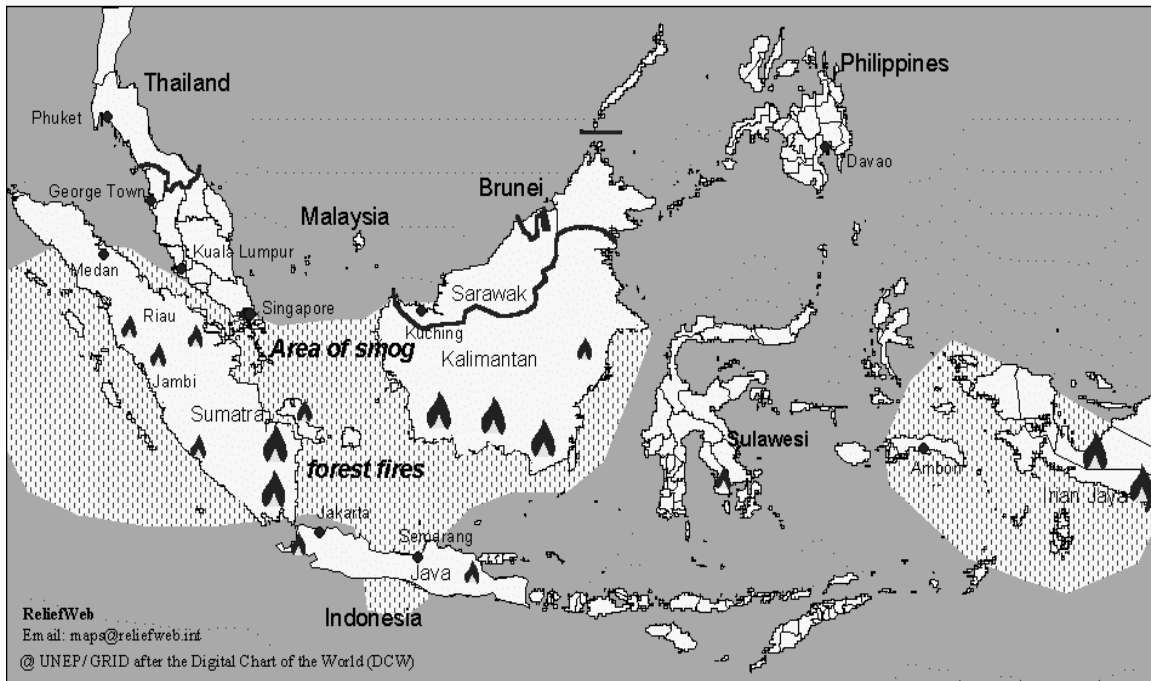 Thailand
Philippines
Phuket
Davao
George Town
Brunei
Malaysia
Kuala Lumpur
Medan
Sarawak
Singapore
Riau
Kuching
Area of smog
Kalimantan
Jambi
Sumatra
Sulawesi
forest fires
Ambon
Irian Jaya
Jakarta
Semarang
Java
Indonesia
ReliefWeb
Email: maps@reliefweb.int
@ UNEP/ GRID after the Digital Chart of the World (DCW)